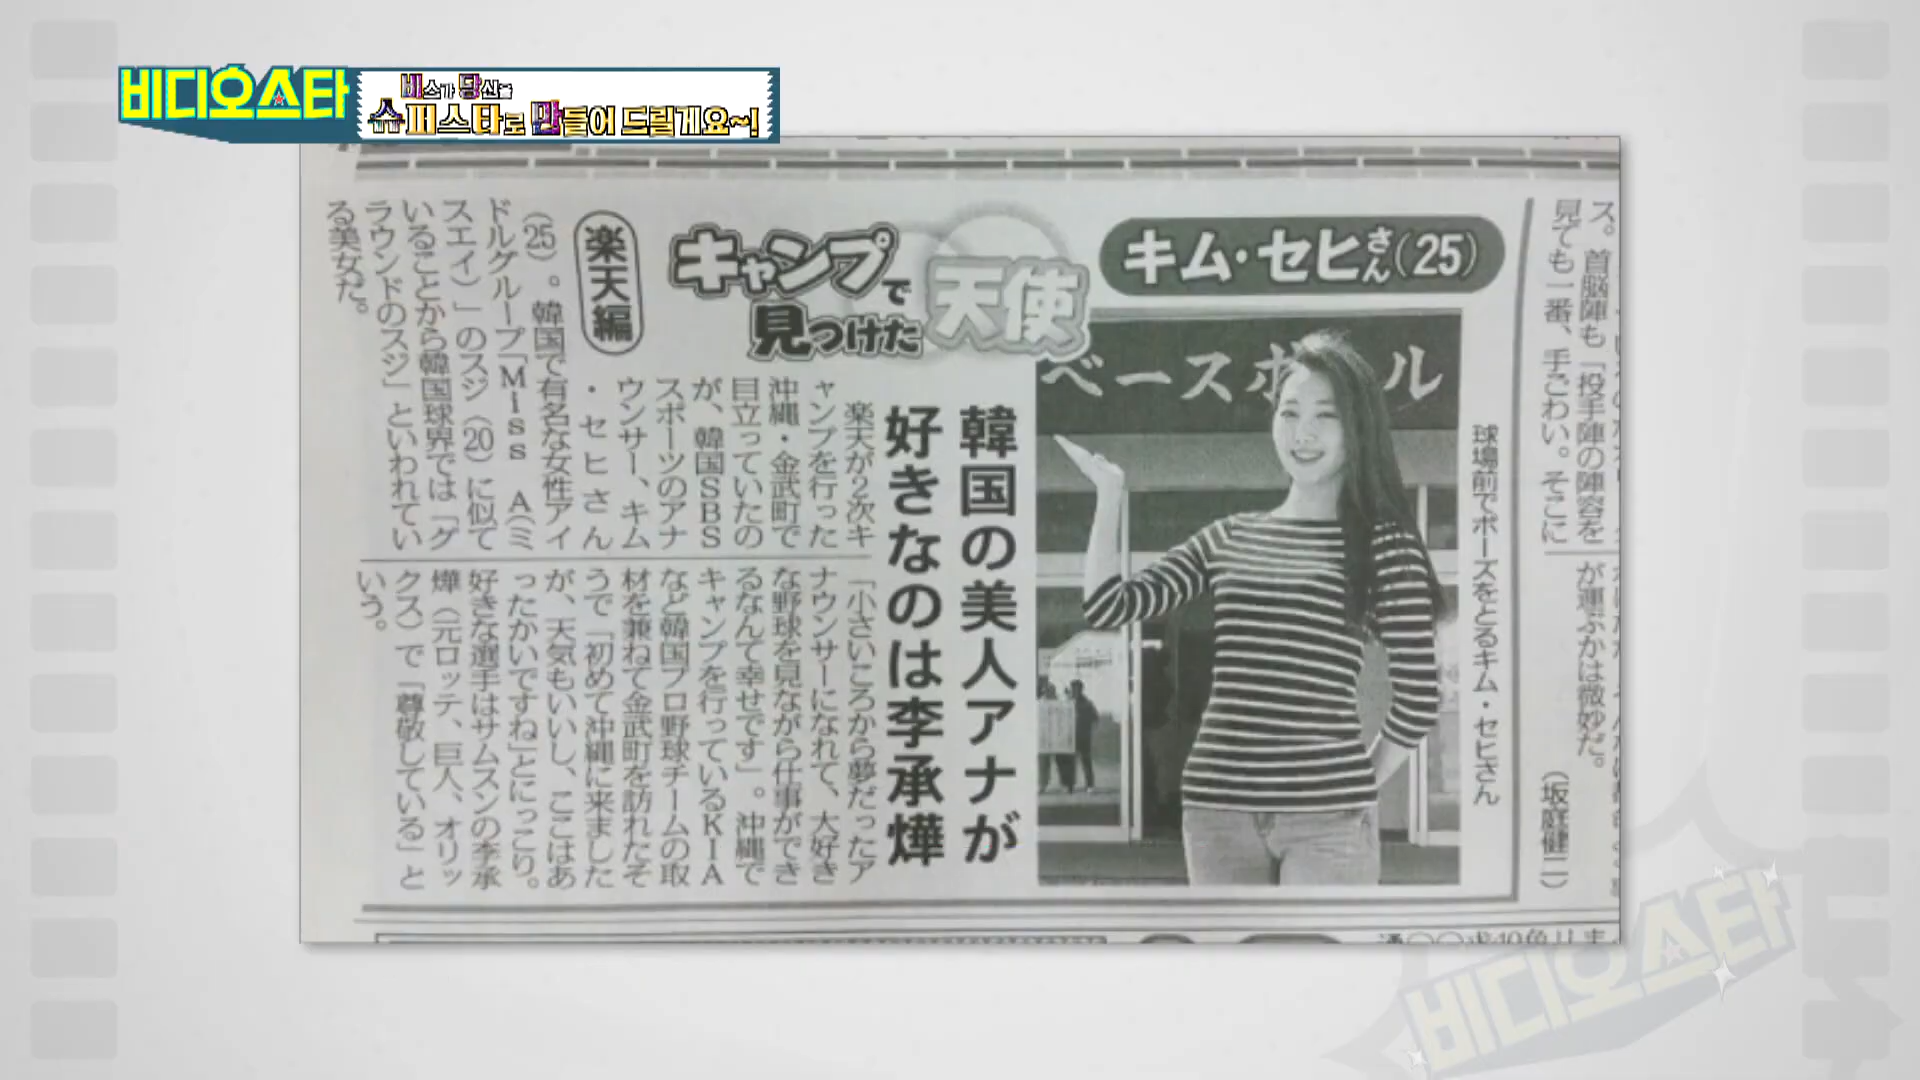 비디오스타
비스가 당신을
슈퍼스타로 만들어 드릴게요~!
ス。首脳陣も「投手陣の陣容を
見ても一番、手ごわい。そこに
が運ぶかは微妙だ。
(坂庭健二)
キム・セヒさん(25)
キャンプで
見つけた
天使
楽天編
ベースボール
球場前でポーズをとるキム・セヒさん
韓国の美人アナが
好きなのは李承燁
楽天が2次キ
ャンプを行った
沖縄・金武町で
目立っていたの
が、韓国SBS
スポーツのアナ
ウンサー、キム
・セヒさん
(25)。韓国で有名な女性アイ
ドルグループ「Miss A(ミ
スエイ)」のスジ(20)に似て
いることから韓国球界では「グ
ラウンドのスジ」といわれてい
る美女だ。
「小さいころから夢だったア
ナウンサーになれて、大好き
な野球を見ながら仕事ができ
るなんて幸せです」。沖縄で
キャンプを行っているKIA
など韓国プロ野球チームの取
材を兼ねて金武町を訪れたそ
うで「初めて沖縄に来ました
が、天気もいいし、ここはあ
ったかいですね」とにっこり。
好きな選手はサムスンの李承
燁(元ロッテ、巨人、オリッ
クス)で「尊敬している」と
いう。
비디오스타